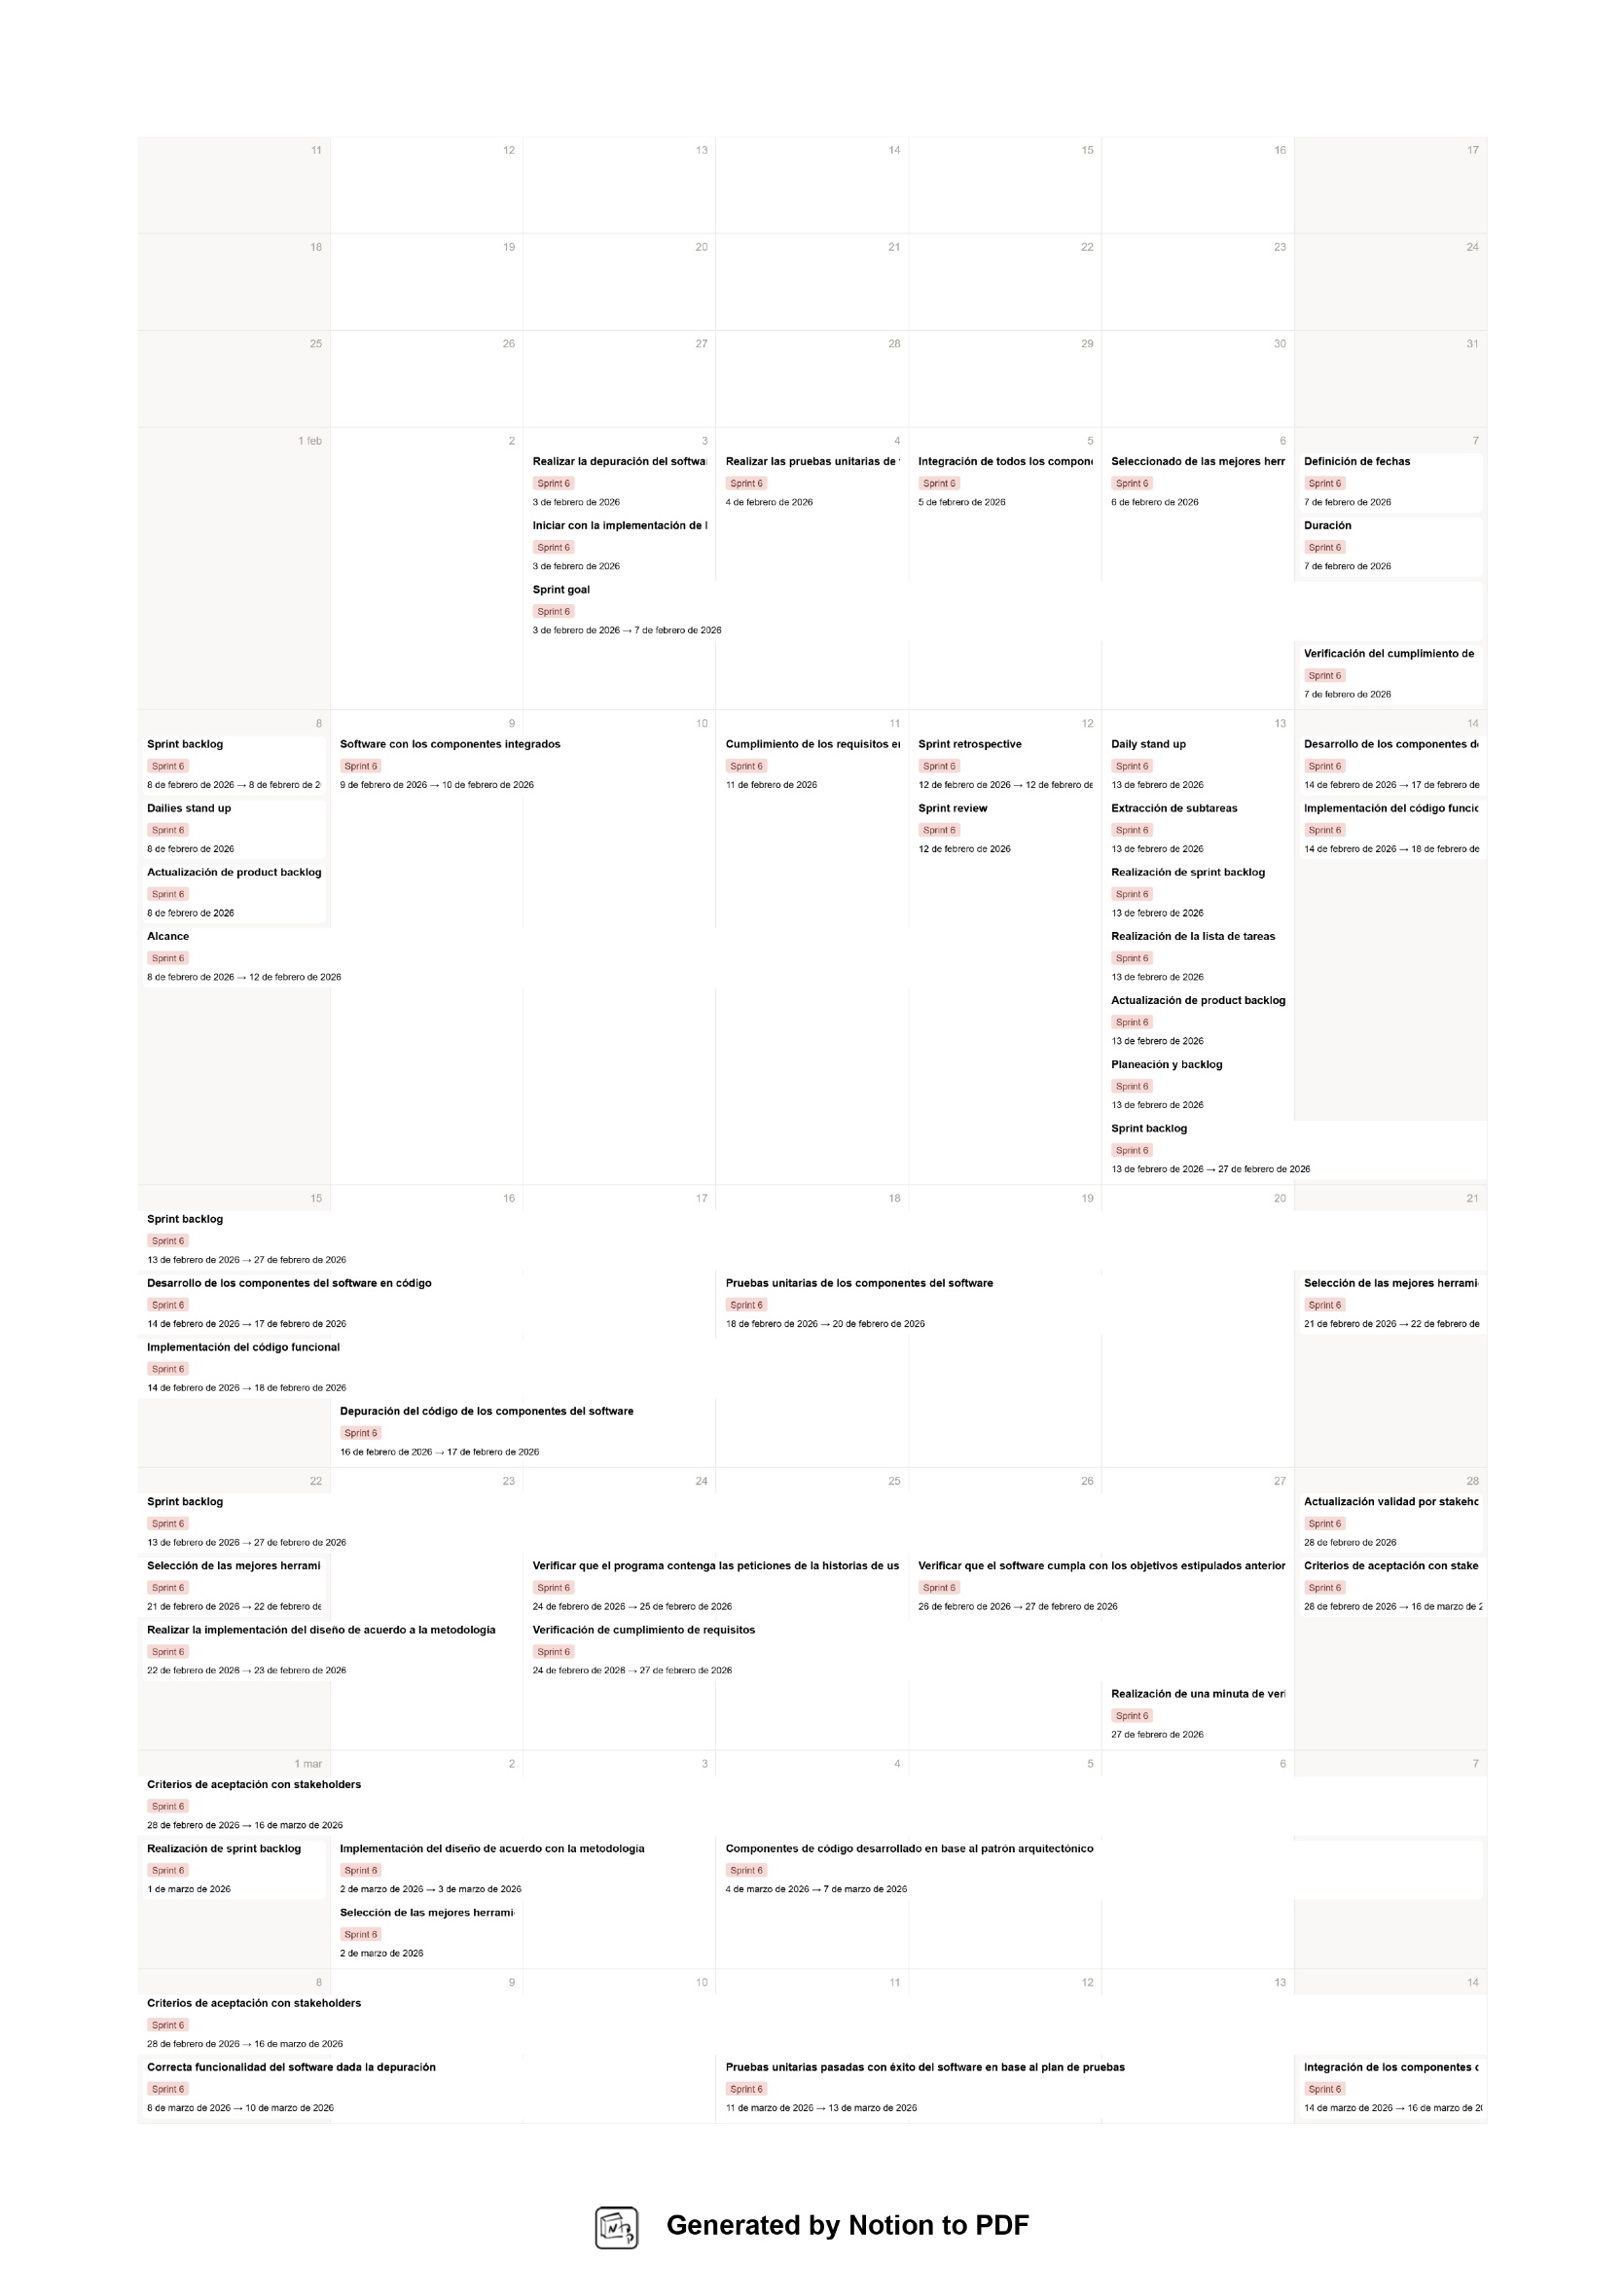 11 12 13 14 15 16 17
18 19 20 21 22 23 24
25 26 27 28 29 30 31
1 feb 2 3 4 5 6 7
Realizar la depuración del softwa Realizar las pruebas unitarias de Integración de todos los compon Seleccionado de las mejores herr Definición de fechas
Sprint 6 Sprint 6 Sprint 6 Sprint 6 Sprint 6
3 de febrero de 2026 4 de febrero de 2026 5 de febrero de 2026 6 de febrero de 2026 7 de febrero de 2026
Iniciar con la implementación de Duración
Sprint 6 Sprint 6
3 de febrero de 2026 7 de febrero de 2026
Sprint goal
Sprint 6
3 de febrero de 2026 → 7 de febrero de 2026
Verificación del cumplimiento de
Sprint 6
7 de febrero de 2026
8 9 10 11 12 13 14
Sprint backlog Software con los componentes integrados Cumplimiento de los requisitos Sprint retrospective Daily stand up Desarrollo de los componentes
Sprint 6 Sprint 6 Sprint 6 Sprint 6 Sprint 6 Sprint 6
8 de febrero de 2026 → 8 de febrero de 2 9 de febrero de 2026 → 10 de febrero de 2026 11 de febrero de 2026 12 de febrero de 2026 → 12 de febrero de 13 de febrero de 2026 14 de febrero de 2026 → 17 de febrero de
Dailies stand up Sprint review Extracción de subtareas Implementación del código funcio
Sprint 6 Sprint 6 Sprint 6 Sprint 6
8 de febrero de 2026 12 de febrero de 2026 13 de febrero de 2026 14 de febrero de 2026 → 18 de febrero de
Actualización de product backlog Realización de sprint backlog
Sprint 6 Sprint 6
8 de febrero de 2026 13 de febrero de 2026
Alcance Realización de la lista de tareas
Sprint 6 Sprint 6
8 de febrero de 2026 → 12 de febrero de 2026 13 de febrero de 2026
Actualización de product backlog
Sprint 6
13 de febrero de 2026
Planeación y backlog
Sprint 6
13 de febrero de 2026
Sprint backlog
Sprint 6
13 de febrero de 2026 → 27 de febrero de 2026
15 16 17 18 19 20 21
Sprint backlog
Sprint 6
13 de febrero de 2026 → 27 de febrero de 2026
Desarrollo de los componentes del software en código Pruebas unitarias de los componentes del software Selección de las mejores herrami
Sprint 6 Sprint 6 Sprint 6
14 de febrero de 2026 → 17 de febrero de 2026 18 de febrero de 2026 → 20 de febrero de 2026 21 de febrero de 2026 → 22 de febrero de
Implementación del código funcional
Sprint 6
14 de febrero de 2026 → 18 de febrero de 2026
Depuración del código de los componentes del software
Sprint 6
16 de febrero de 2026 → 17 de febrero de 2026
22 23 24 25 26 27 28
Sprint backlog Actualización validad por stakeho
Sprint 6 Sprint 6
13 de febrero de 2026 → 27 de febrero de 2026 28 de febrero de 2026
Selección de las mejores herrami Verificar que el programa contenga las peticiones de la historias de us Verificar que el software cumpla con los objetivos estipulados anterior Criterios de aceptación con stake
Sprint 6 Sprint 6 Sprint 6 Sprint 6
21 de febrero de 2026 → 22 de febrero de 24 de febrero de 2026 → 25 de febrero de 2026 26 de febrero de 2026 → 27 de febrero de 2026 28 de febrero de 2026 → 16 de marzo de 2
Realizar la implementación del diseño de acuerdo a la metodología Verificación de cumplimiento de requisitos
Sprint 6 Sprint 6
22 de febrero de 2026 → 23 de febrero de 2026 24 de febrero de 2026 → 27 de febrero de 2026
Realización de una minuta de veri
Sprint 6
27 de febrero de 2026
1 mar 2 3 4 5 6 7
Criterios de aceptación con stakeholders
Sprint 6
28 de febrero de 2026 → 16 de marzo de 2026
Realización de sprint backlog Implementación del diseño de acuerdo con la metodología Componentes de código desarrollado en base al patrón arquitectónico
Sprint 6 Sprint 6 Sprint 6
1 de marzo de 2026 2 de marzo de 2026 → 3 de marzo de 2026 4 de marzo de 2026 → 7 de marzo de 2026
Selección de las mejores herrami
Sprint 6
2 de marzo de 2026
8 9 10 11 12 13 14
Criterios de aceptación con stakeholders
Sprint 6
28 de febrero de 2026 → 16 de marzo de 2026
Correcta funcionalidad del software dada la depuración Pruebas unitarias pasadas con éxito del software en base al plan de pruebas Integración de los componentes
Sprint 6 Sprint 6 Sprint 6
8 de marzo de 2026 → 10 de marzo de 2026 11 de marzo de 2026 → 13 de marzo de 2026 14 de marzo de 2026 → 16 de marzo de 2
Generated by Notion to PDF